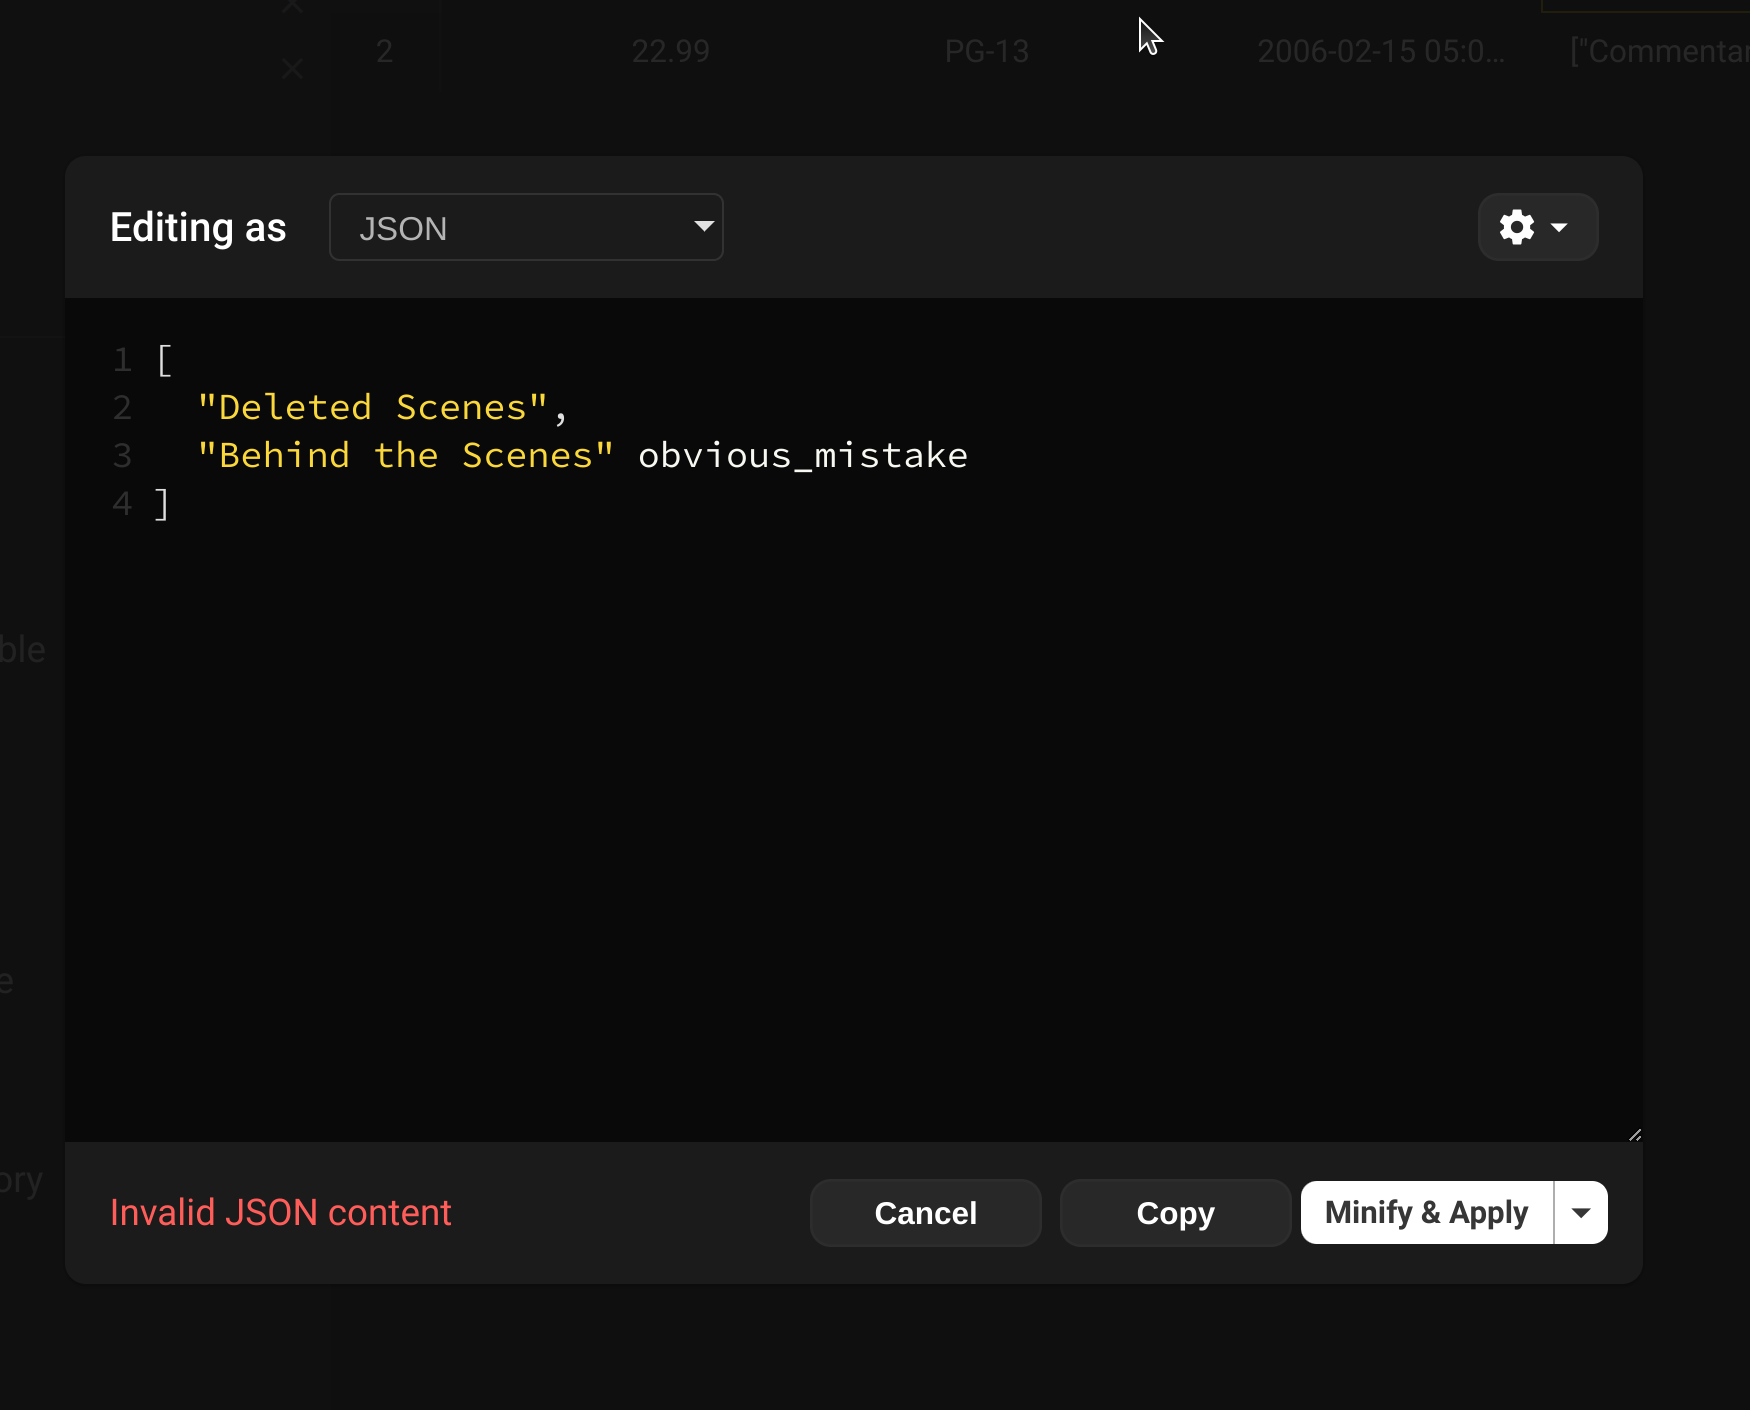 2 22.99 PG-13 2006-02-15 05:0... ["Commentar
Editing as JSON
1 [
2 "Deleted Scenes",
3 "Behind the Scenes" obvious_mistake
4 ]
ble
e
ory
Invalid JSON content Cancel Copy Minify & Apply